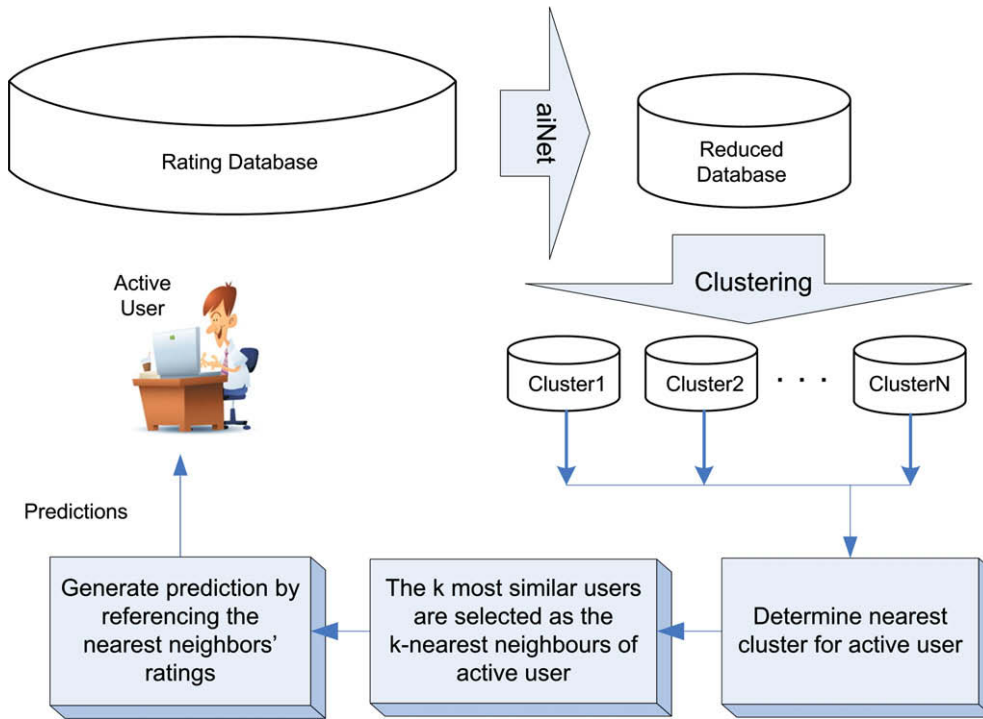 Rating Database
aiNet
Reduced
Database
Clustering
Active
User
Cluster1
Cluster2
. . .
ClusterN
Predictions
Generate prediction by
referencing the
nearest neighbors'
ratings
The k most similar users
are selected as the
k-nearest neighbours of
active user
Determine nearest
cluster for active user